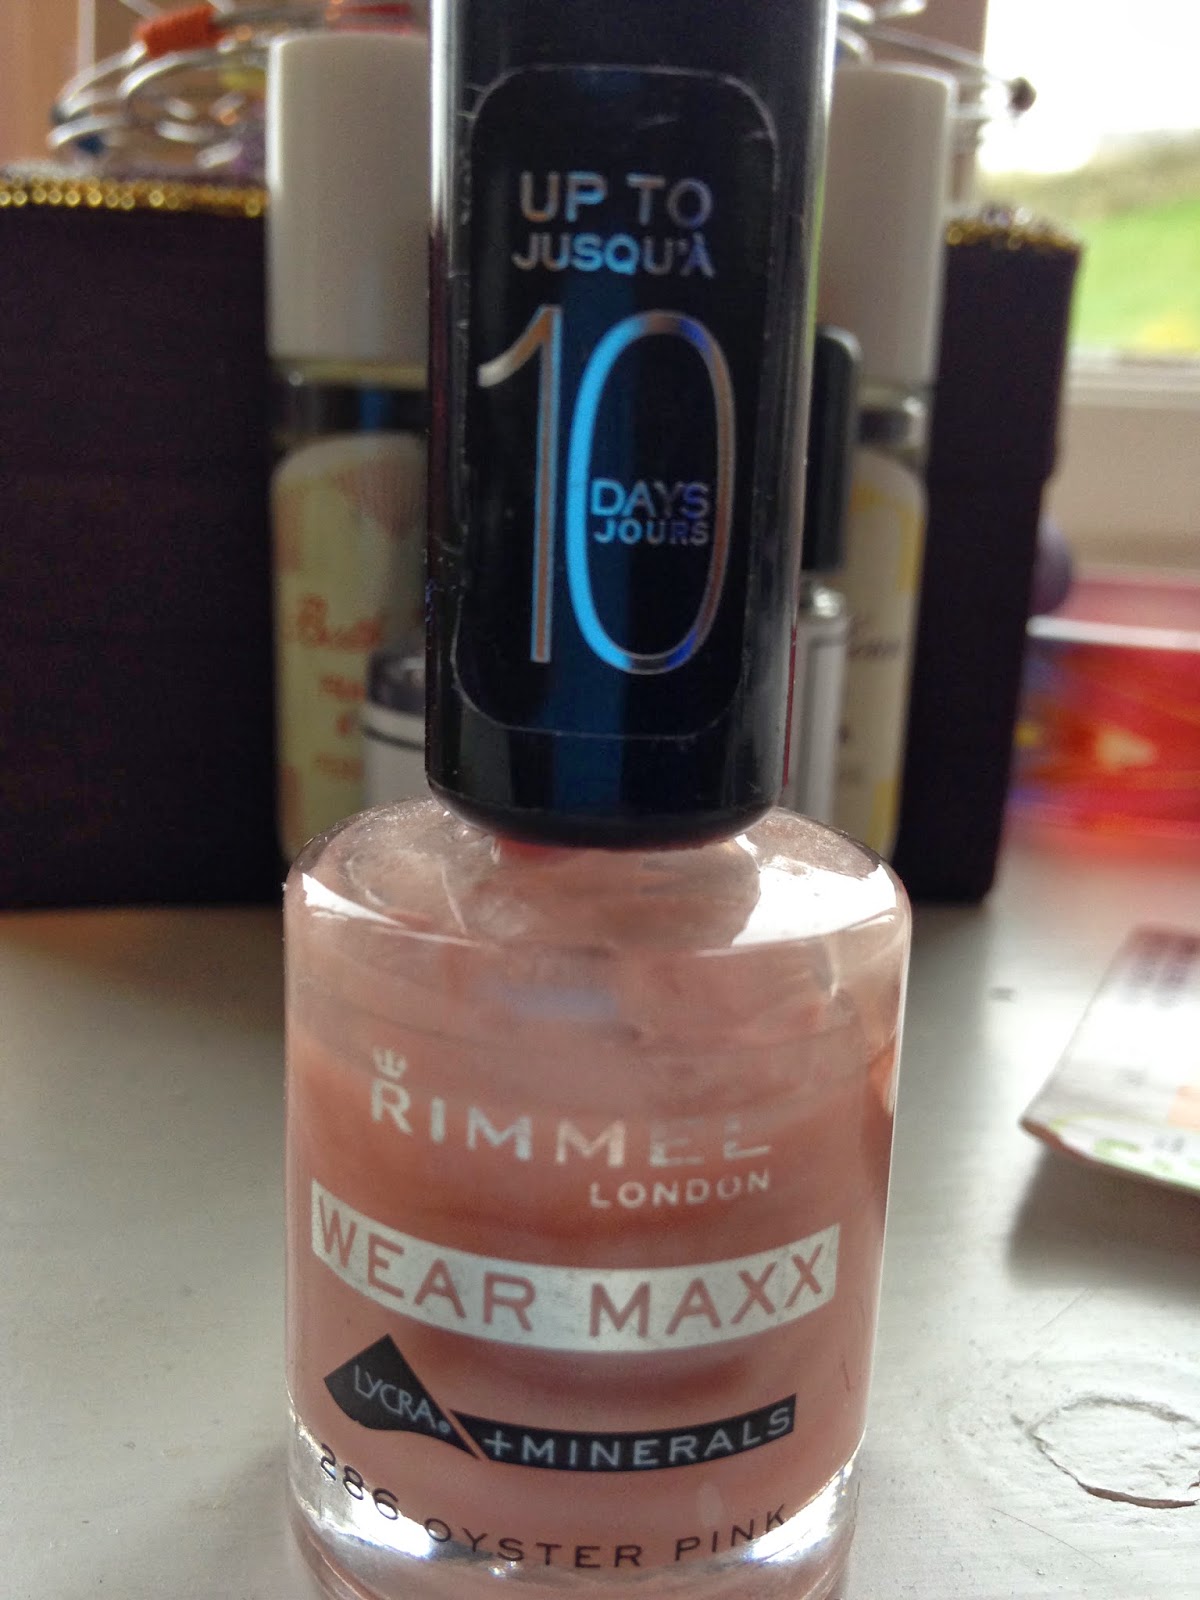 UP TO
JUSQU'À
10
DAYS
JOURS
RIMMEL
LONDON
WEAR MAXX
LYCRA®
+MINERALS
286 OYSTER PINK